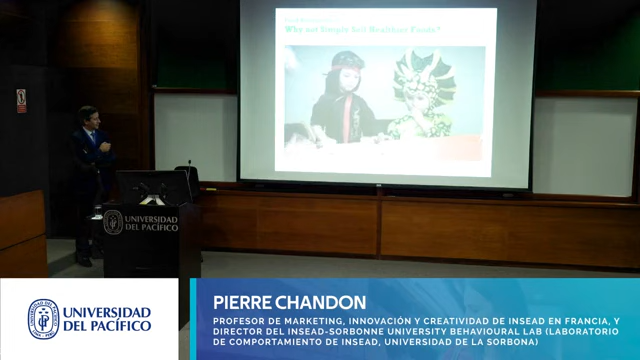 Why not Simply Sell Healthier Foods?
UNIVERSIDAD
DEL PACÍFICO
UNIVERSIDAD
DEL PACÍFICO
PIERRE CHANDON
PROFESOR DE MARKETING, INNOVACIÓN Y CREATIVIDAD DE INSEAD EN FRANCIA, Y
DIRECTOR DEL INSEAD-SORBONNE UNIVERSITY BEHAVIOURAL LAB (LABORATORIO
DE COMPORTAMIENTO DE INSEAD, UNIVERSIDAD DE LA SORBONA)